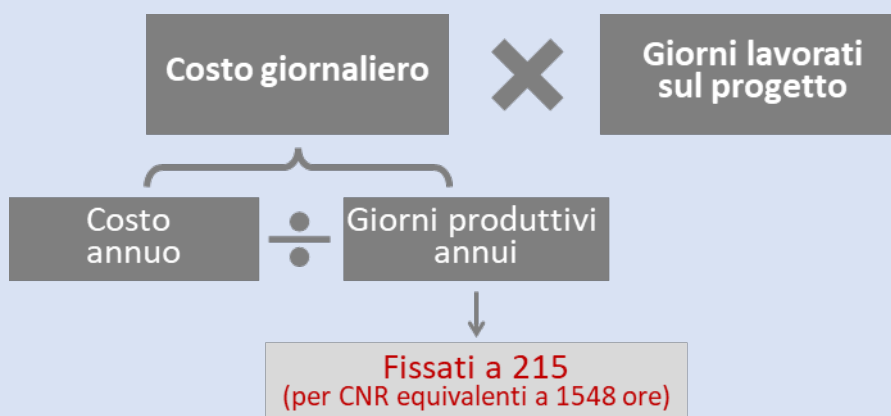 Costo giornaliero
Giorni lavorati
sul progetto
Costo
annuo
Giorni produttivi
annui
Fissati a 215
(per CNR equivalenti a 1548 ore)